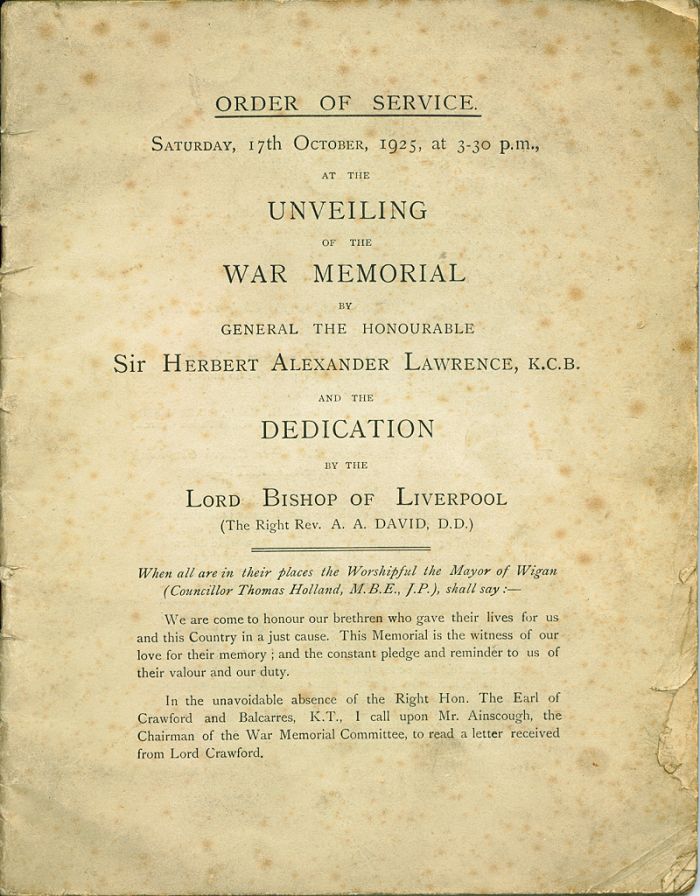 ORDER OF SERVICE.
SATURDAY, 17th OCTOBER, 1925, at 3-30 p.m.,
AT THE
UNVEILING
OF THE
WAR MEMORIAL
BY
GENERAL THE HONOURABLE
Sir HERBERT ALEXANDER LAWRENCE, K.C.B.
AND THE
DEDICATION
BY THE
LORD BISHOP OF LIVERPOOL
(The Right Rev. A. A. DAVID, D.D.)
When all are in their places the Worshipful the Mayor of Wigan
(Councillor Thomas Holland, M.B.E., J.P.), shall say :—
We are come to honour our brethren who gave their lives for us
and this Country in a just cause. This Memorial is the witness of our
love for their memory ; and the constant pledge and reminder to us of
their valour and our duty.
In the unavoidable absence of the Right Hon. The Earl of
Crawford and Balcarres, K.T., I call upon Mr. Ainscough, the
Chairman of the War Memorial Committee, to read a letter received
from Lord Crawford.